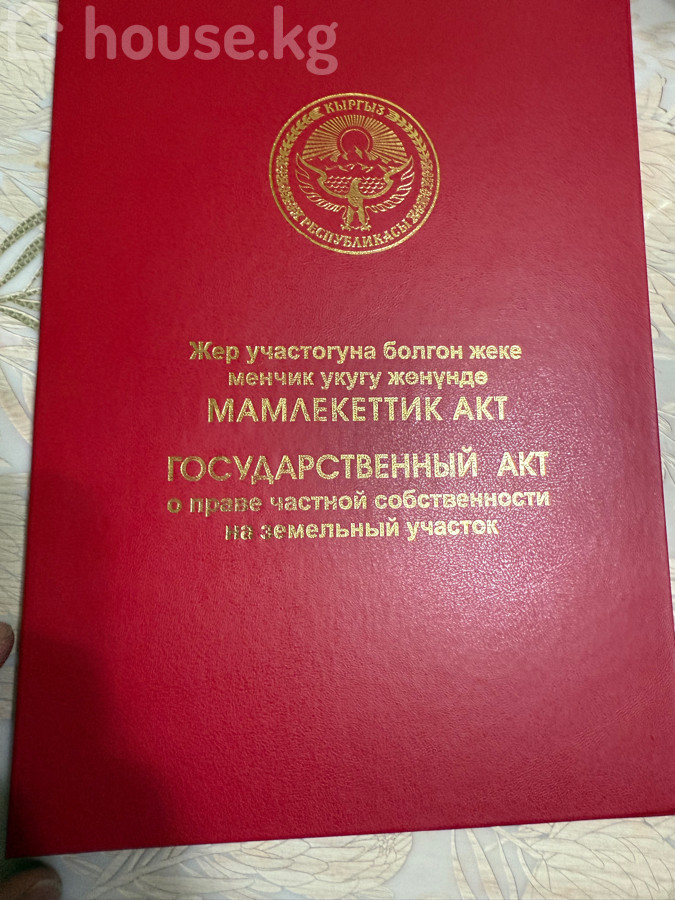 house.kg
КЫРГЫЗ
РЕСПУБЛИКАСЫ
Жер участогуна болгон жеке
менчик укугу жөнүндө
МАМЛЕКЕТТИК АКТ
ГОСУДАРСТВЕННЫЙ АКТ
о праве частной собственности
на земельный участок